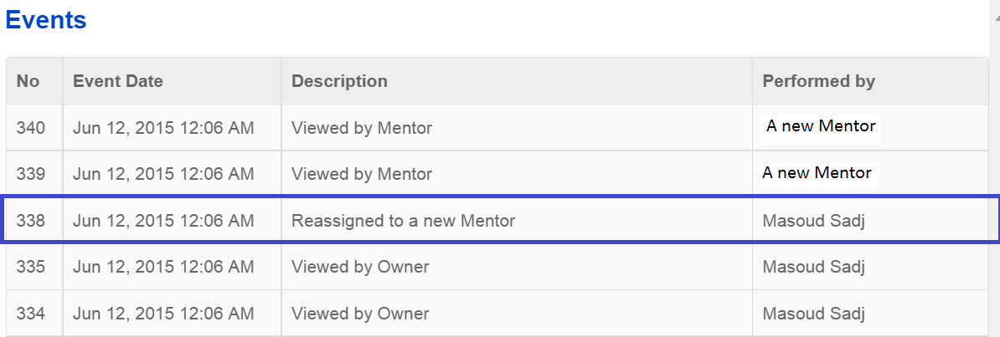 Events
No Event Date Description Performed by
340 Jun 12, 2015 12:06 AM Viewed by Mentor A new Mentor
339 Jun 12, 2015 12:06 AM Viewed by Mentor A new Mentor
338 Jun 12, 2015 12:06 AM Reassigned to a new Mentor Masoud Sadj
335 Jun 12, 2015 12:06 AM Viewed by Owner Masoud Sadj
334 Jun 12, 2015 12:06 AM Viewed by Owner Masoud Sadj